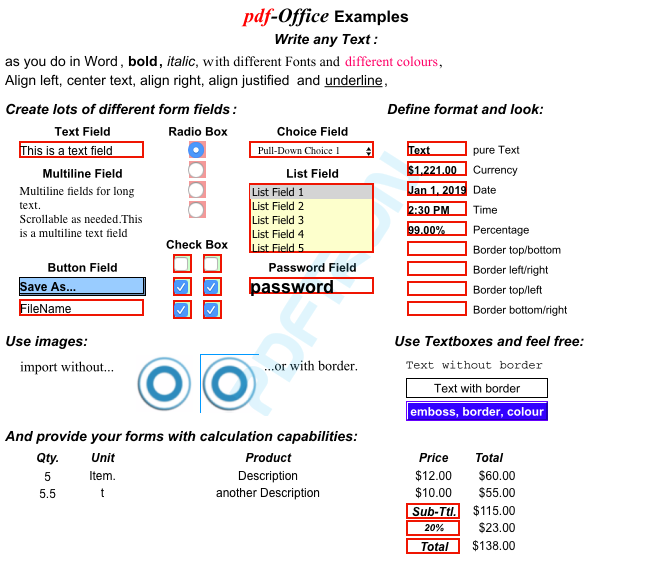 pdf-Office Examples
Write any Text :
as you do in Word , bold, italic, with different Fonts and different colours,
Align left, center text, align right, align justified and underline,
Create lots of different form fields :
Define format and look:
Text Field
Radio Box
Choice Field
This is a text field
Pull-Down Choice 1
Text pure Text
$1,221.00 Currency
Jan 1, 2019 Date
2:30 PM Time
99.00% Percentage
Border top/bottom
Border left/right
Border top/left
Border bottom/right
Multiline Field
List Field
Multiline fields for long
text.
Scrollable as needed.This
is a multiline text field
List Field 1
List Field 2
List Field 3
List Field 4
List Field 5
Check Box
Button Field
Password Field
Save As...
password
FileName
PDFTRON
Use images:
Use Textboxes and feel free:
import without...
...or with border.
Text without border
Text with border
emboss, border, colour
And provide your forms with calculation capabilities:
Qty. Unit Product Price Total
5 Item. Description $12.00 $60.00
5.5 t another Description $10.00 $55.00
Sub-Ttl. $115.00
20% $23.00
Total $138.00